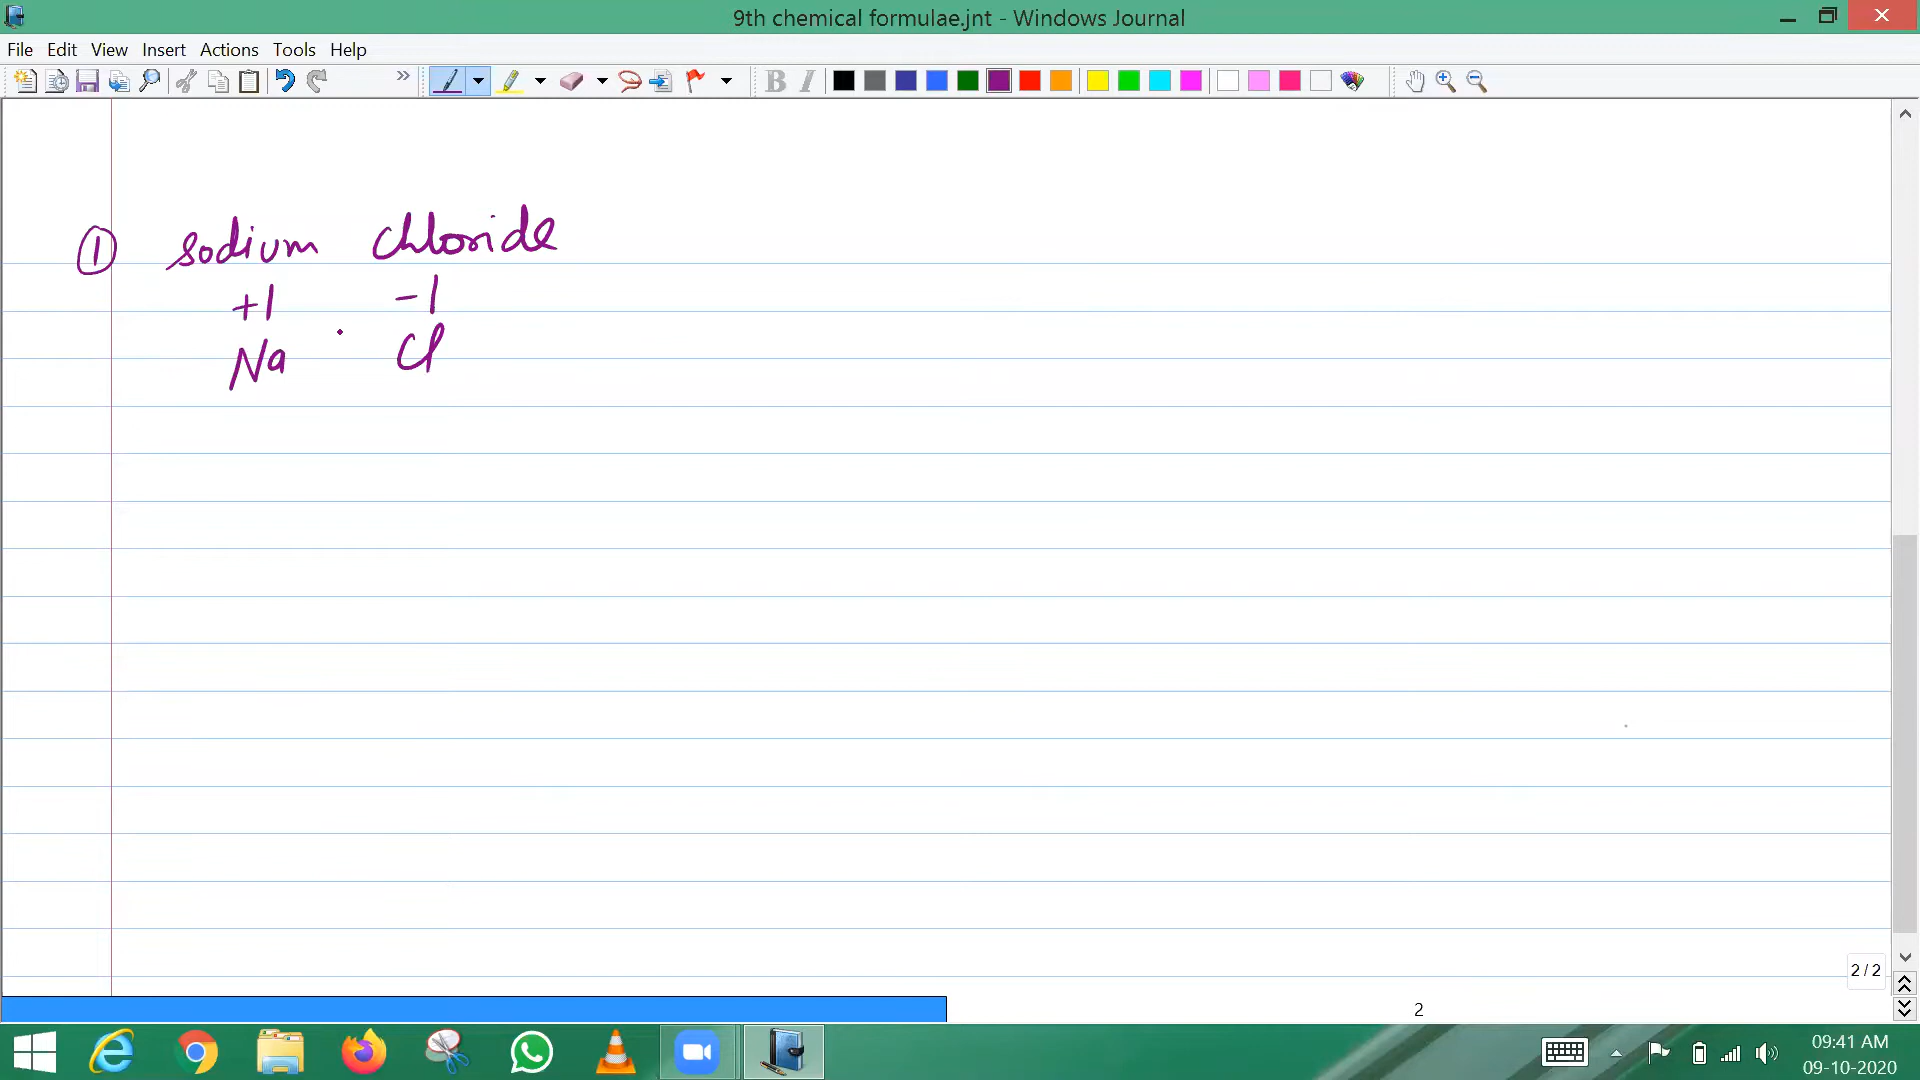 9th chemical formulae.jnt - Windows Journal
File Edit View Insert Actions Tools Help
B I
① sodium chloride
+1 -1
Na Cl
2 / 2
2
09:41 AM
09-10-2020